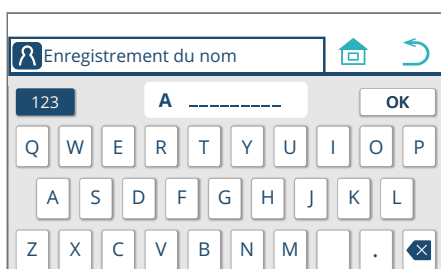 Enregistrement du nom
123 A _________ OK
Q W E R T Y U I O P
A S D F G H J K L
Z X C V B N M .